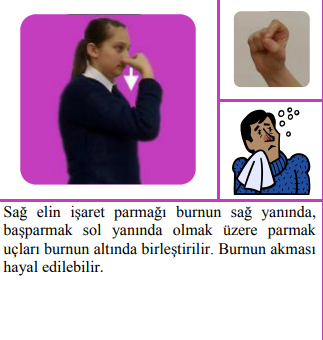 Sağ elin işaret parmağı burnun sağ yanında,
başparmak sol yanında olmak üzere parmak
uçları burnun altında birleştirilir. Burnun akması
hayal edilebilir.